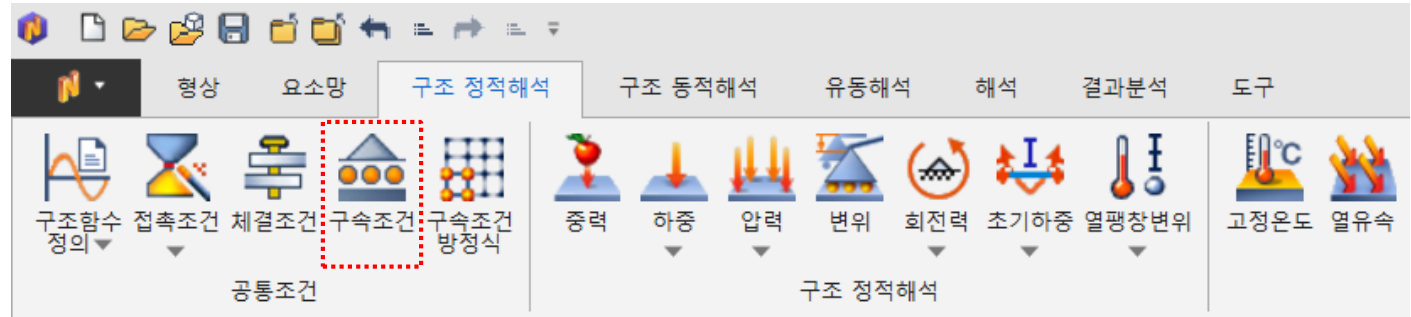 형상 요소망 구조 정적해석 구조 동적해석 유동해석 해석 결과분석 도구
구조함수 접촉조건 체결조건 구속조건 구속조건 중력 하중 압력 변위 회전력 초기하중 열팽창변위 고정온도 열유속
정의 방정식
공통조건 구조 정적해석